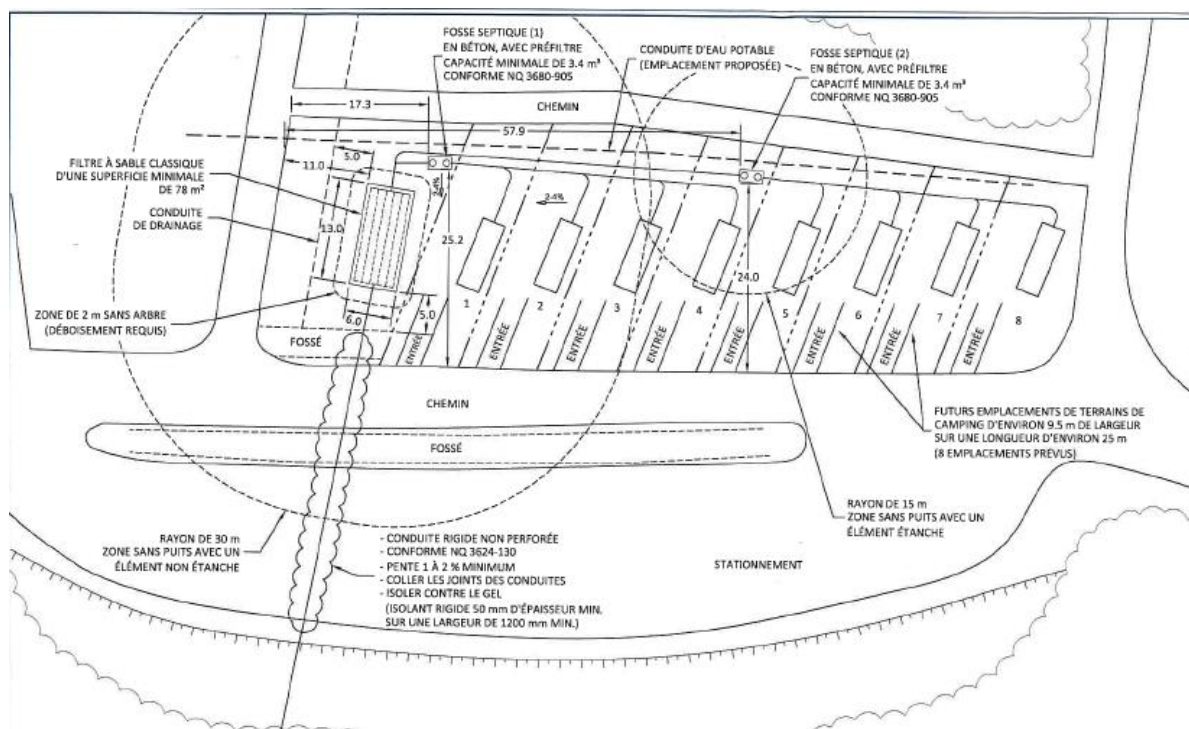 FOSSE SEPTIQUE (1)
EN BÉTON, AVEC PRÉFILTRE
CAPACITÉ MINIMALE DE 3.4 m³
CONFORME NQ 3680-905
CONDUITE D'EAU POTABLE
(EMPLACEMENT PROPOSÉE)
FOSSE SEPTIQUE (2)
EN BÉTON, AVEC PRÉFILTRE
CAPACITÉ MINIMALE DE 3.4 m³
CONFORME NQ 3680-905
17.3
CHEMIN
57.9
FILTRE À SABLE CLASSIQUE
D'UNE SUPERFICIE MINIMALE
DE 78 m²
5.0
11.0
CONDUITE
DE DRAINAGE
13.0
2-4%
2-4%
25.2
24.0
ZONE DE 2 m SANS ARBRE
(DÉBOISEMENT REQUIS)
6.0
5.0
1
2
3
4
5
6
7
8
FOSSÉ
ENTRÉE
ENTRÉE
ENTRÉE
ENTRÉE
ENTRÉE
ENTRÉE
ENTRÉE
ENTRÉE
CHEMIN
FOSSÉ
FUTURS EMPLACEMENTS DE TERRAINS DE
CAMPING D'ENVIRON 9.5 m DE LARGEUR
SUR UNE LONGUEUR D'ENVIRON 25 m
(8 EMPLACEMENTS PRÉVUS)
RAYON DE 15 m
ZONE SANS PUITS AVEC UN
ÉLÉMENT ÉTANCHE
RAYON DE 30 m
ZONE SANS PUITS AVEC UN
ÉLÉMENT NON ÉTANCHE
- CONDUITE RIGIDE NON PERFORÉE
- CONFORME NQ 3624-130
- PENTE 1 À 2 % MINIMUM
- COLLER LES JOINTS DES CONDUITES
- ISOLER CONTRE LE GEL
(ISOLANT RIGIDE 50 mm D'ÉPAISSEUR MIN.
SUR UNE LARGEUR DE 1200 mm MIN.)
STATIONNEMENT